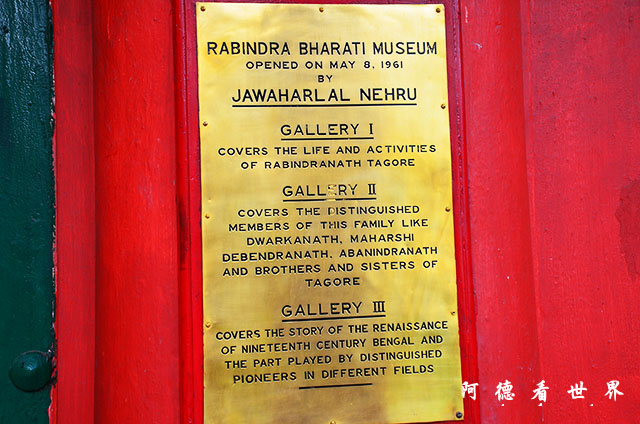 RABINDRA BHARATI MUSEUM
OPENED ON MAY 8, 1961
BY
JAWAHARLAL NEHRU
GALLERY I
COVERS THE LIFE AND ACTIVITIES
OF RABINDRANATH TAGORE
GALLERY II
COVERS THE DISTINGUISHED
MEMBERS OF THIS FAMILY LIKE
DWARKANATH, MAHARSHI
DEBENDRANATH, ABANINDRANATH
AND BROTHERS AND SISTERS OF
TAGORE
GALLERY III
COVERS THE STORY OF THE RENAISSANCE
OF NINETEENTH CENTURY BENGAL AND
THE PART PLAYED BY DISTINGUISHED
PIONEERS IN DIFFERENT FIELDS
阿德看世界